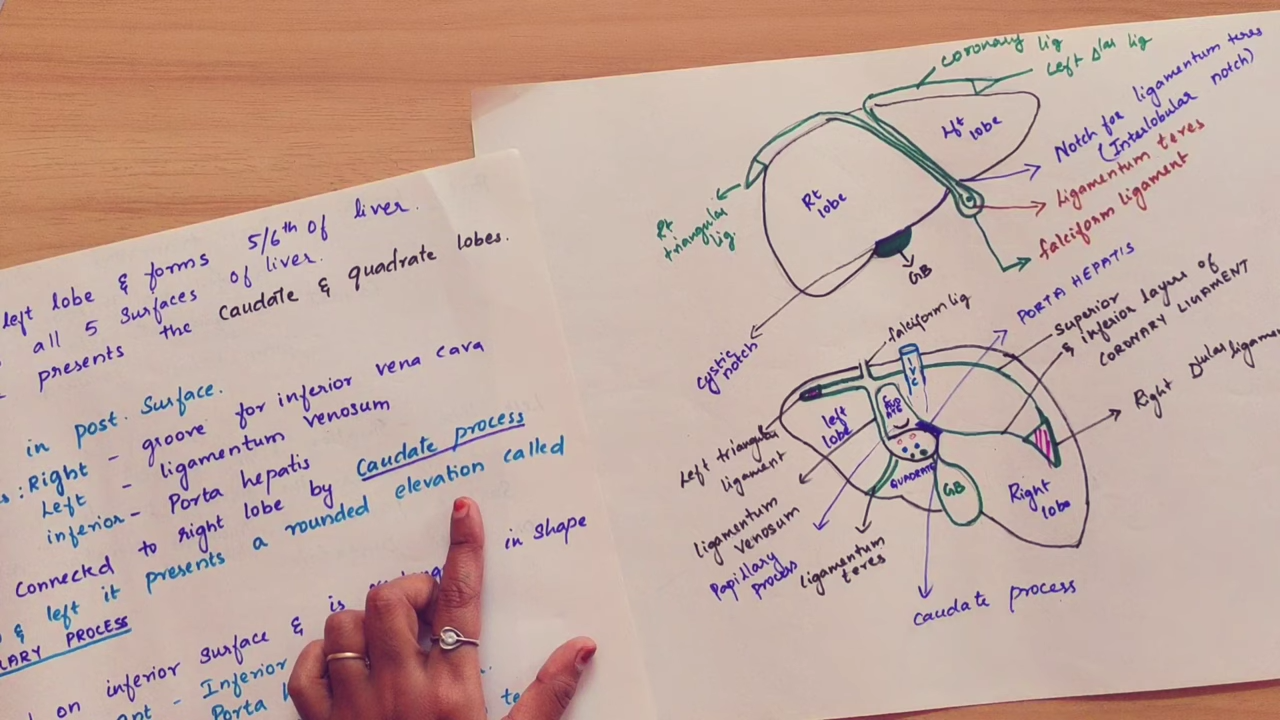 left lobe & forms 5/6th of liver.
all 5 surfaces of liver.
presents the caudate & quadrate lobes.
in post. surface.
s: Right - groove for inferior vena cava
Left - ligamentum venosum
inferior - Porta hepatis
Connected to right lobe by Caudate process
& left it presents a rounded elevation called
LARY PROCESS
in shape
on inferior surface & is
Inferior
Porta
coronary lig
Left Δlar lig
Lft lobe
Notch for ligamentum teres
(Interlobular notch)
Ligamentum teres
falciform ligament
Rt lobe
Rt
triangular
lig.
GB
cystic
notch
falciform lig
PORTA HEPATIS
Superior
& inferior layers of
CORONARY LIGAMENT
Right Δular ligame
IVC
left
lobe
QUADRATE
GB
Right
lobe
Left triangular
ligament
ligamentum
venosum
Papillary
process
ligamentum
teres
caudate process